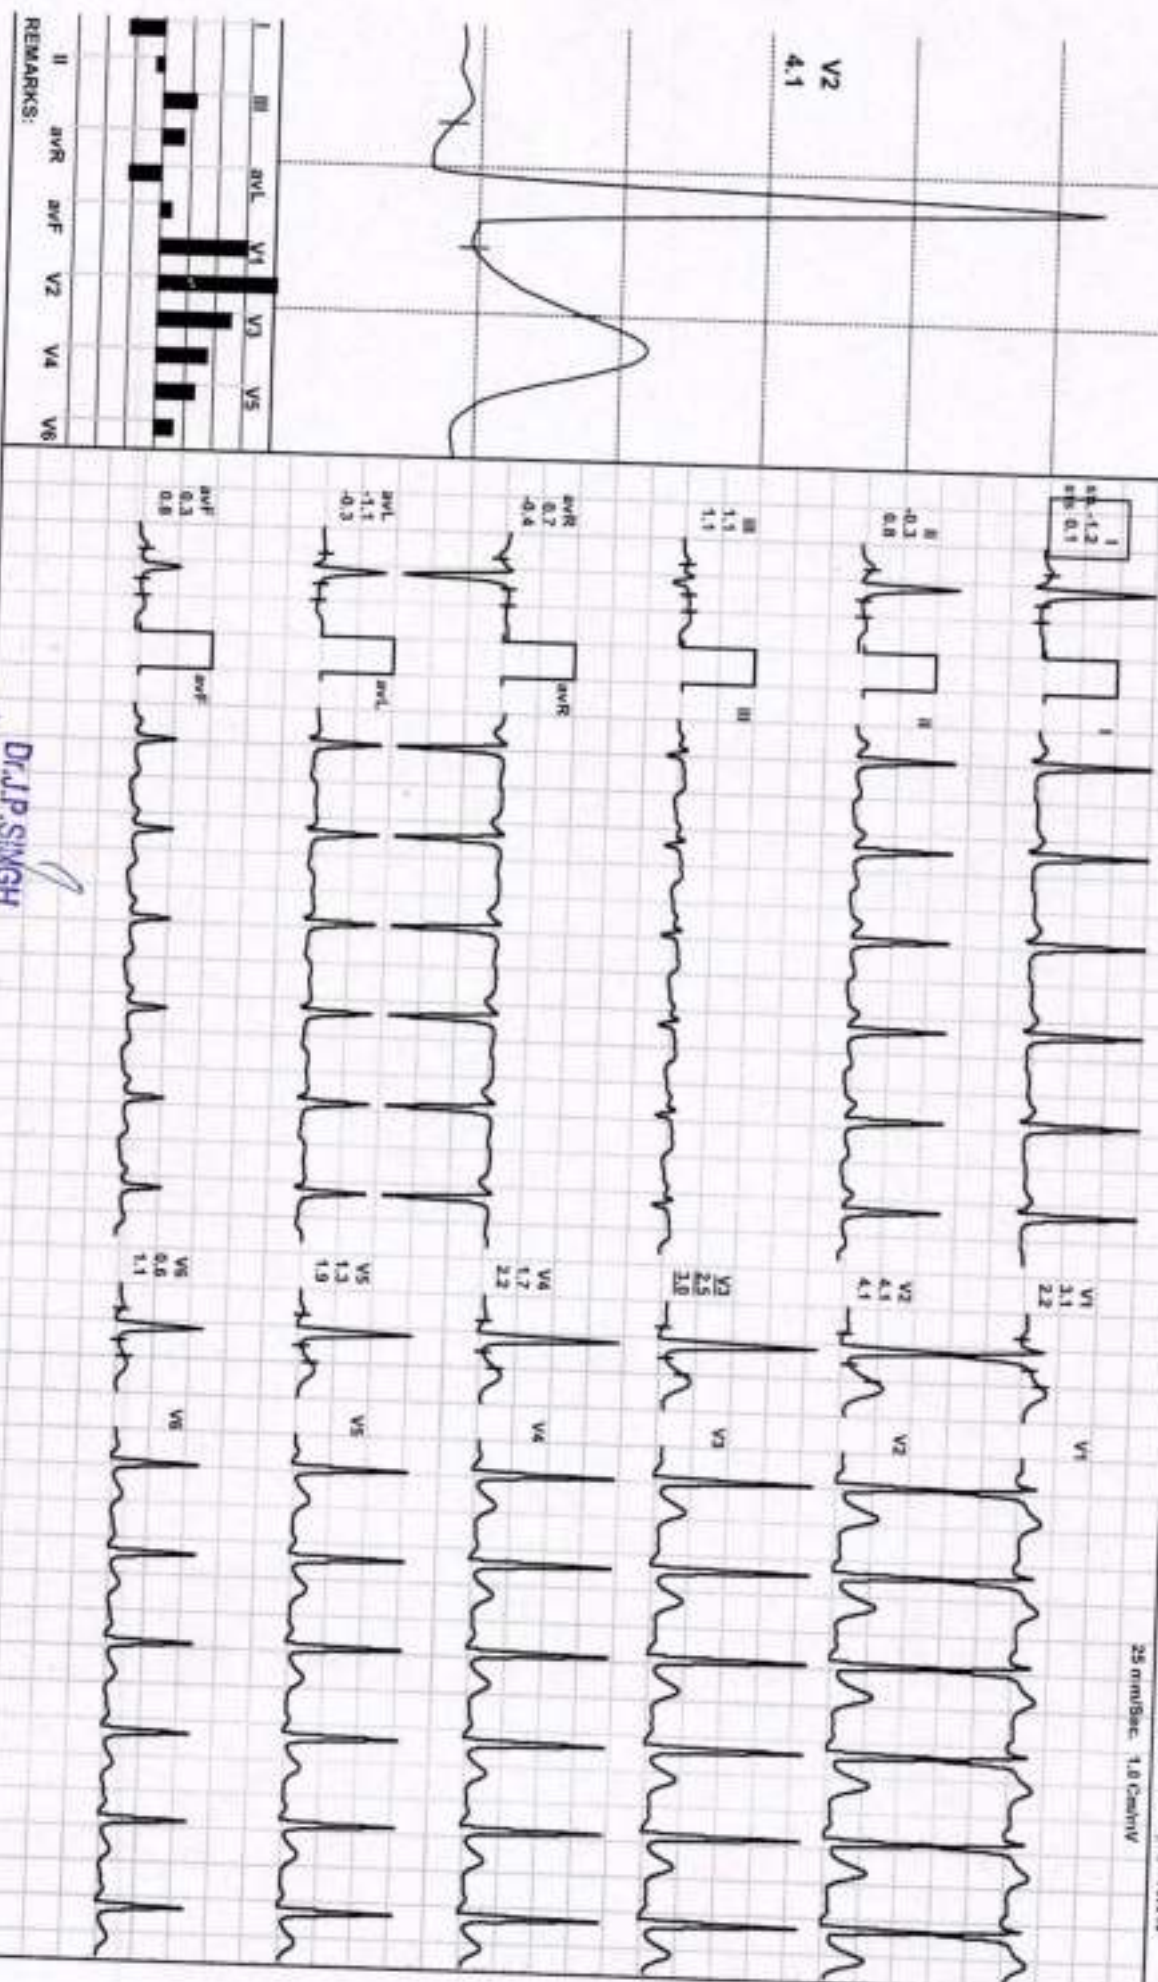 25 mm/Sec. 1.0 Cm/mV
V2
4.1
I
-1.2
0.1
I
V1
3.1
2.2
V1
II
-0.3
0.8
II
V2
4.1
4.1
V2
III
1.1
1.1
III
V3
2.5
3.0
V3
avR
0.7
-0.4
avR
V4
1.7
2.2
V4
avL
-1.1
-0.3
avL
V5
1.3
1.9
V5
avF
0.3
0.8
avF
V6
0.6
1.1
V6
I III avL V1 V3 V5
II avR avF V2 V4 V6
REMARKS:
Dr.J.P.SINGH